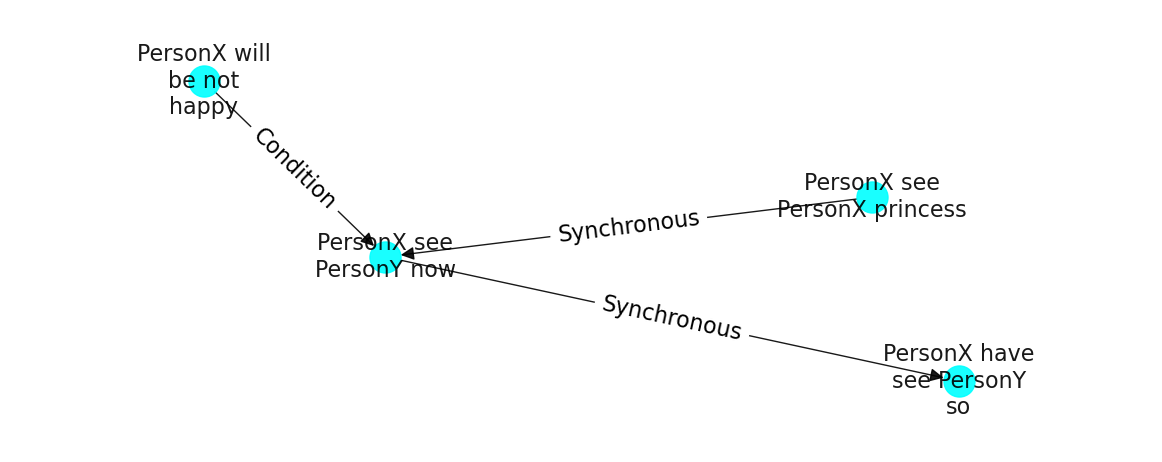 PersonX will
be not
happy
Condition
PersonX see
PersonX princess
Synchronous
PersonX see
PersonY now
Synchronous
PersonX have
see PersonY
so